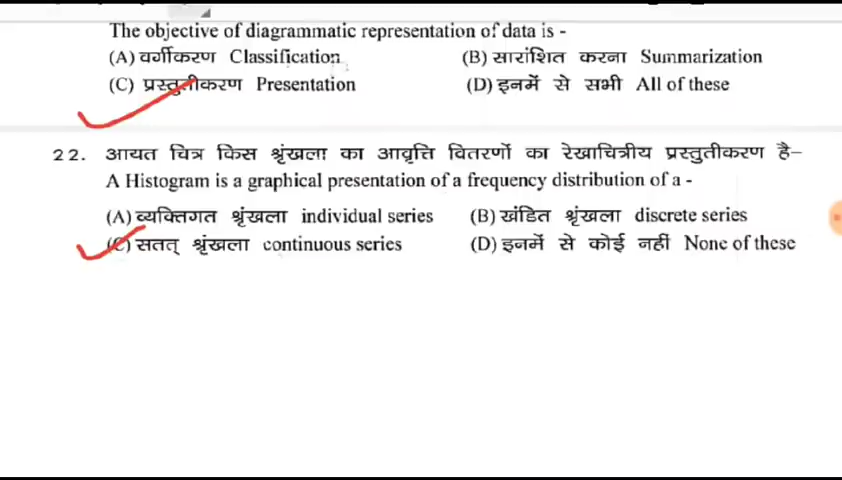 The objective of diagrammatic representation of data is -
(A) वर्गीकरण Classification (B) सारांशित करना Summarization
(C) प्रस्तुतीकरण Presentation (D) इनमें से सभी All of these
22. आयत चित्र किस श्रृंखला का आवृत्ति वितरणों का रेखाचित्रीय प्रस्तुतीकरण है–
A Histogram is a graphical presentation of a frequency distribution of a -
(A) व्यक्तिगत श्रृंखला individual series (B) खंडित श्रृंखला discrete series
(C) सतत् श्रृंखला continuous series (D) इनमें से कोई नहीं None of these